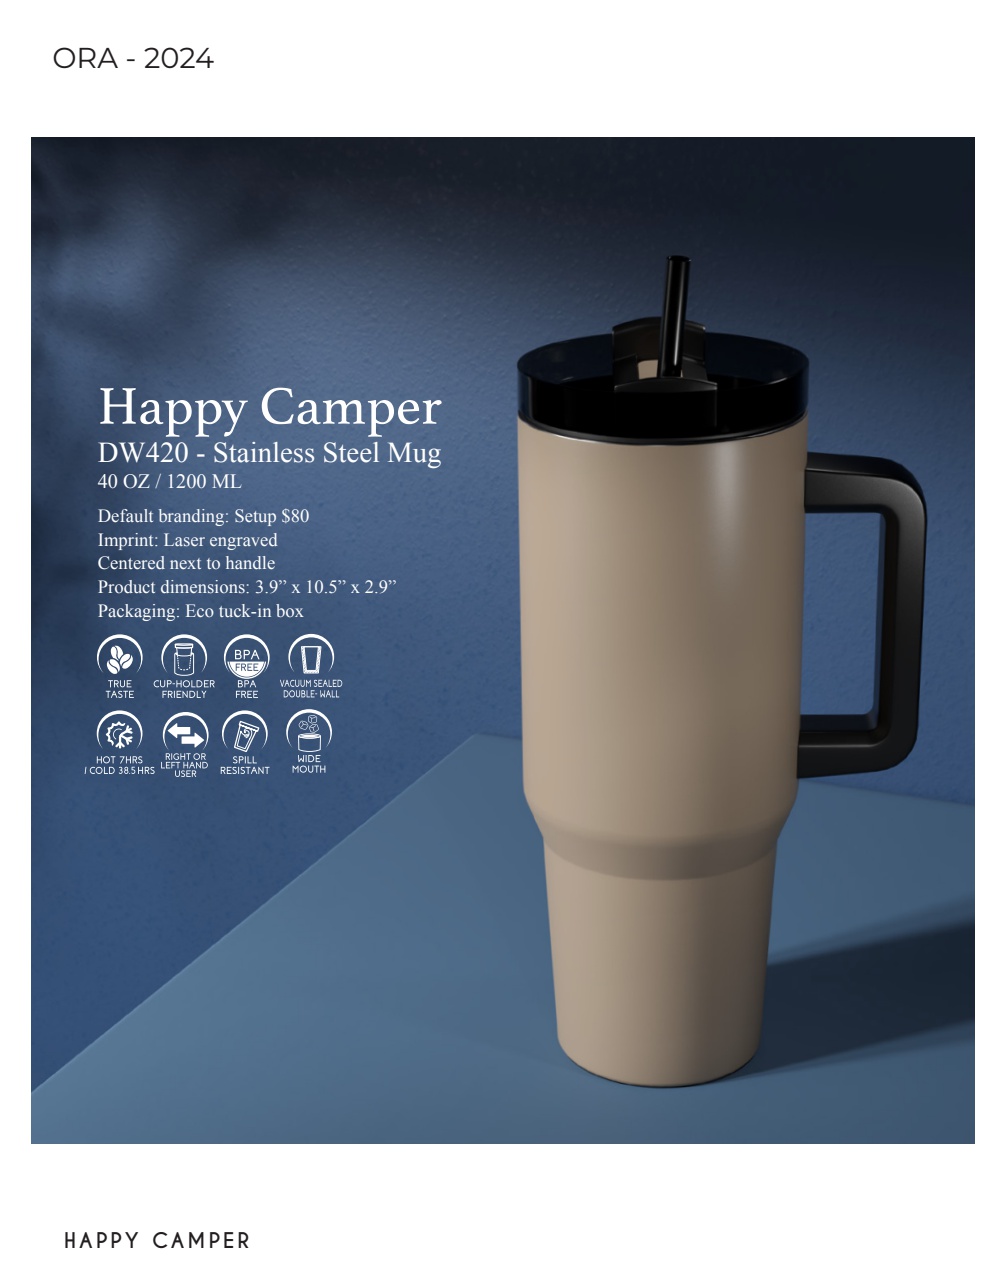 ORA - 2024
Happy Camper
DW420 - Stainless Steel Mug
40 OZ / 1200 ML
Default branding: Setup $80
Imprint: Laser engraved
Centered next to handle
Product dimensions: 3.9” x 10.5” x 2.9”
Packaging: Eco tuck-in box
BPA
FREE
TRUE
TASTE
CUP-HOLDER
FRIENDLY
BPA
FREE
VACUUM SEALED
DOUBLE- WALL
HOT 7HRS
/ COLD 38.5 HRS
RIGHT OR
LEFT HAND
USER
SPILL
RESISTANT
WIDE
MOUTH
HAPPY CAMPER